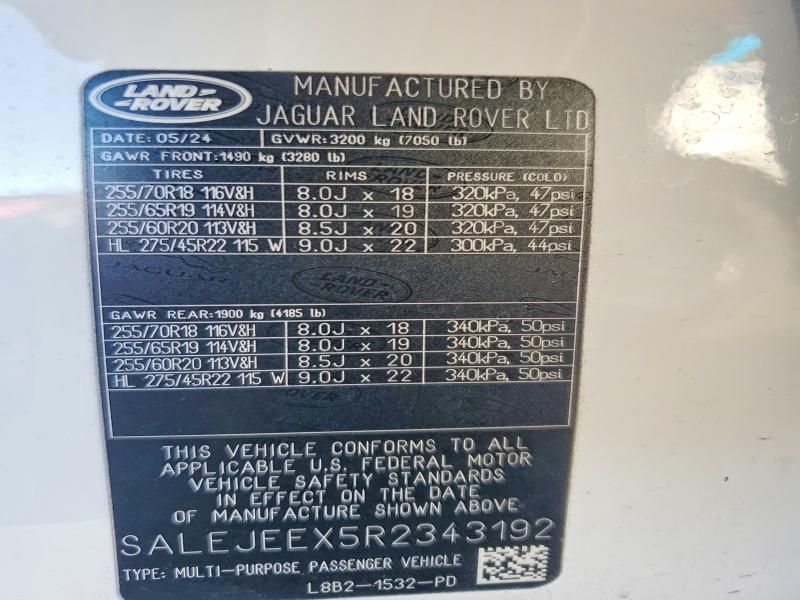 LAND
ROVER
MANUFACTURED BY
JAGUAR LAND ROVER LTD
DATE: 05/24 GVWR: 3200 kg (7050 lb)
GAWR FRONT: 1490 kg (3280 lb)
TIRES RIMS PRESSURE (COLD)
255/70R18 116V&H 8.0J x 18 320kPa, 47psi
255/65R19 114V&H 8.0J x 19 320kPa, 47psi
255/60R20 113V&H 8.5J x 20 320kPa, 47psi
HL 275/45R22 115 W 9.0J x 22 300kPa, 44psi
JAGUAR
LAND
ROVER
GAWR REAR: 1900 kg (4185 lb)
255/70R18 116V&H 8.0J x 18 340kPa, 50psi
255/65R19 114V&H 8.0J x 19 340kPa, 50psi
255/60R20 113V&H 8.5J x 20 340kPa, 50psi
HL 275/45R22 115 W 9.0J x 22 340kPa, 50psi
THIS VEHICLE CONFORMS TO ALL
APPLICABLE U.S. FEDERAL MOTOR
VEHICLE SAFETY STANDARDS
IN EFFECT ON THE DATE
OF MANUFACTURE SHOWN ABOVE
SALEJEEX5R2343192
TYPE: MULTI-PURPOSE PASSENGER VEHICLE
L8B2-1532-PD